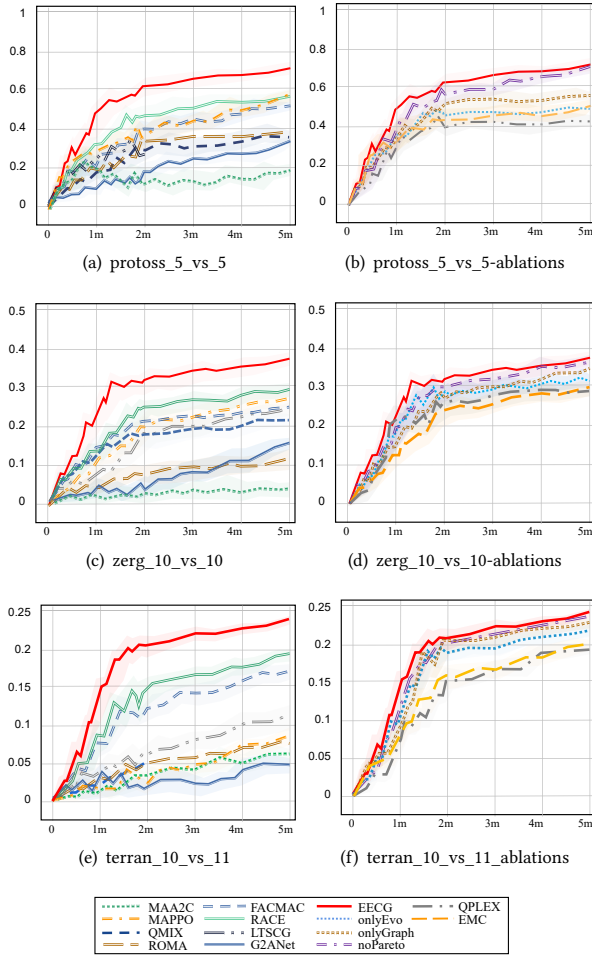 1
1
0.8
0.8
0.6
0.6
0.4
0.4
0.2
0.2
0
0
0 1m 2m 3m 4m 5m
0 1m 2m 3m 4m 5m
(a) protoss_5_vs_5
(b) protoss_5_vs_5-ablations
0.5
0.5
0.4
0.4
0.3
0.3
0.2
0.2
0.1
0.1
0
0
0 1m 2m 3m 4m 5m
0 1m 2m 3m 4m 5m
(c) zerg_10_vs_10
(d) zerg_10_vs_10-ablations
0.25
0.25
0.2
0.2
0.15
0.15
0.1
0.1
0.05
0.05
0
0
0 1m 2m 3m 4m 5m
0 1m 2m 3m 4m 5m
(e) terran_10_vs_11
(f) terran_10_vs_11_ablations
MAA2C FACMAC EECG QPLEX
MAPPO RACE onlyEvo EMC
QMIX LTSCG onlyGraph
ROMA G2ANet noPareto